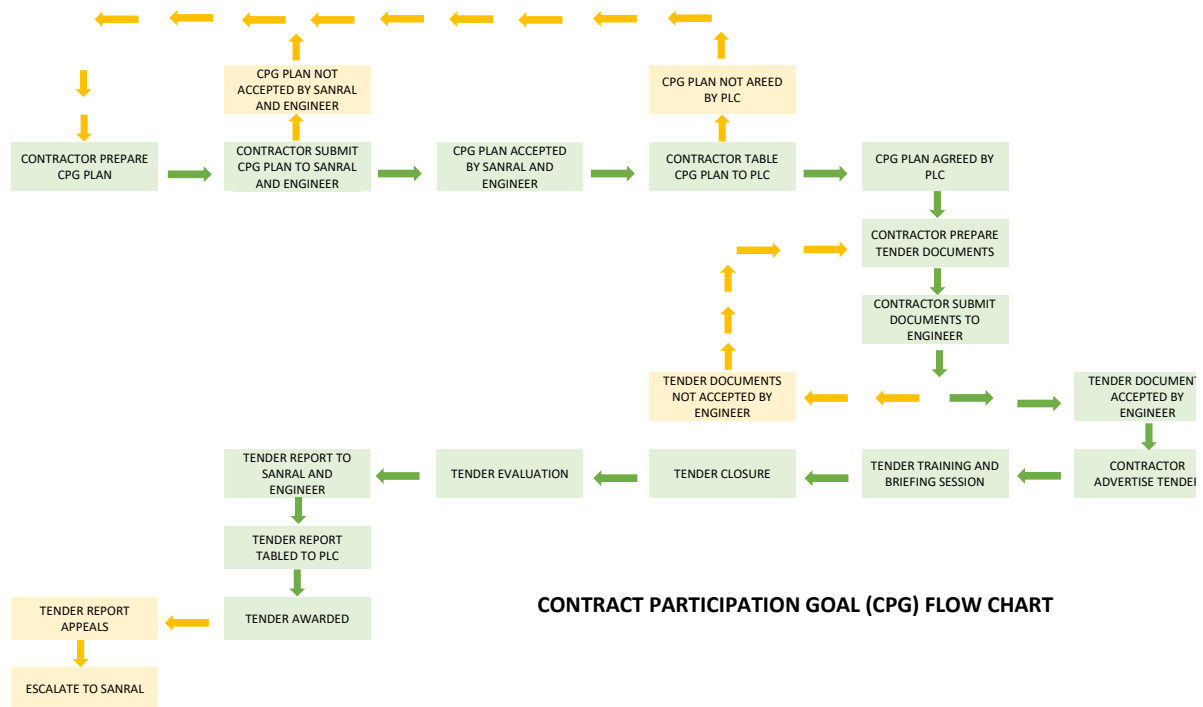 CPG PLAN NOT
ACCEPTED BY SANRAL
AND ENGINEER
CPG PLAN NOT AREED
BY PLC
CONTRACTOR PREPARE
CPG PLAN
CONTRACTOR SUBMIT
CPG PLAN TO SANRAL
AND ENGINEER
CPG PLAN ACCEPTED
BY SANRAL AND
ENGINEER
CONTRACTOR TABLE
CPG PLAN TO PLC
CPG PLAN AGREED BY
PLC
CONTRACTOR PREPARE
TENDER DOCUMENTS
CONTRACTOR SUBMIT
DOCUMENTS TO
ENGINEER
TENDER DOCUMENTS
NOT ACCEPTED BY
ENGINEER
TENDER DOCUMENT
ACCEPTED BY
ENGINEER
TENDER REPORT TO
SANRAL AND
ENGINEER
TENDER EVALUATION
TENDER CLOSURE
TENDER TRAINING AND
BRIEFING SESSION
CONTRACTOR
ADVERTISE TENDER
TENDER REPORT
TABLED TO PLC
TENDER REPORT
APPEALS
TENDER AWARDED
CONTRACT PARTICIPATION GOAL (CPG) FLOW CHART
ESCALATE TO SANRAL